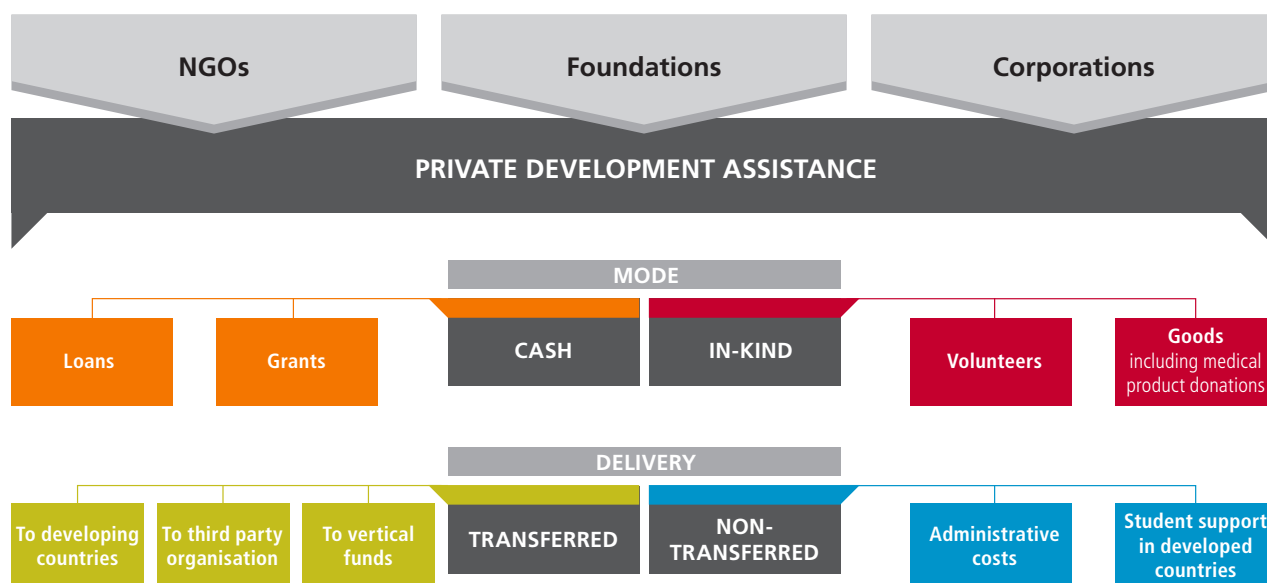 NGOs
Foundations
Corporations
PRIVATE DEVELOPMENT ASSISTANCE
MODE
Loans
Grants
CASH
IN-KIND
Volunteers
Goods
including medical
product donations
DELIVERY
To developing
countries
To third party
organisation
To vertical
funds
TRANSFERRED
NON-
TRANSFERRED
Administrative
costs
Student support
in developed
countries